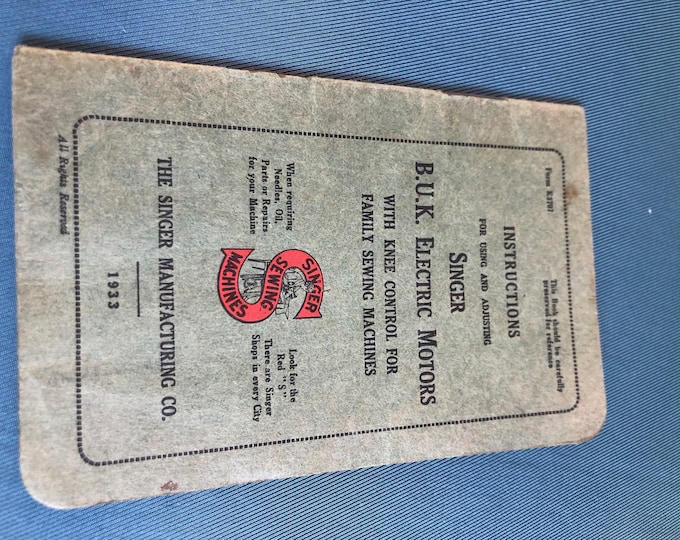 Form K3707
This Book should be carefully
preserved for reference
INSTRUCTIONS
FOR USING AND ADJUSTING
SINGER
B.U.K. ELECTRIC MOTORS
WITH KNEE CONTROL FOR
FAMILY SEWING MACHINES
When requiring
Needles, Oil,
Parts or Repairs
for your Machine
SINGER
SEWING
MACHINES
Look for the
Red "S"
There are Singer
Shops in every City
THE SINGER MANUFACTURING CO.
1933
All Rights Reserved